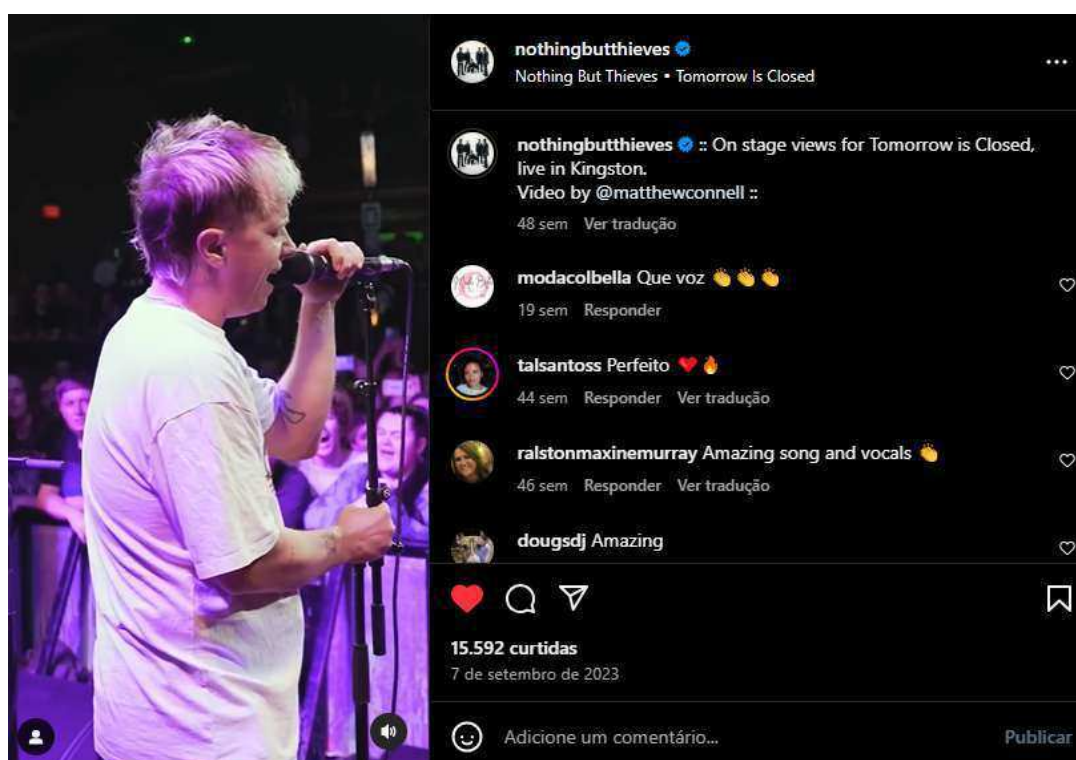 nothingbutthieves
Nothing But Thieves • Tomorrow Is Closed
nothingbutthieves :: On stage views for Tomorrow is Closed,
live in Kingston.
Video by @matthewconnell ::
48 sem Ver tradução
modacolbella Que voz 👏👏👏
19 sem Responder
talsantoss Perfeito ❤️🔥
44 sem Responder Ver tradução
ralstonmaxinemurray Amazing song and vocals 👏
46 sem Responder Ver tradução
dougsdj Amazing
15.592 curtidas
7 de setembro de 2023
Adicione um comentário... Publicar